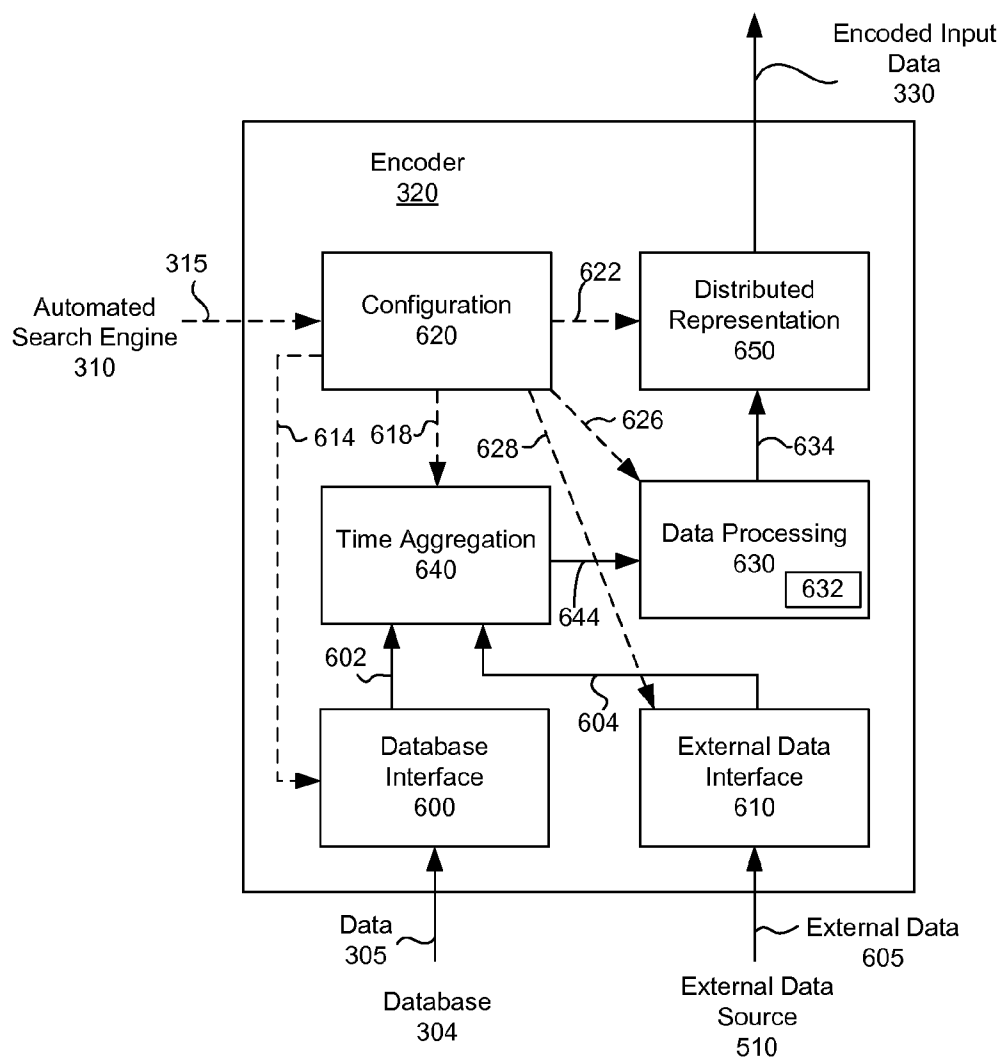 Encoded Input
Data
330
Encoder
320
315
Automated
Search Engine
310
Configuration
620
622
Distributed
Representation
650
614
618
628
626
634
Time Aggregation
640
644
Data Processing
630
632
602
604
Database
Interface
600
External Data
Interface
610
Data
305
External Data
605
Database
304
External Data
Source
510